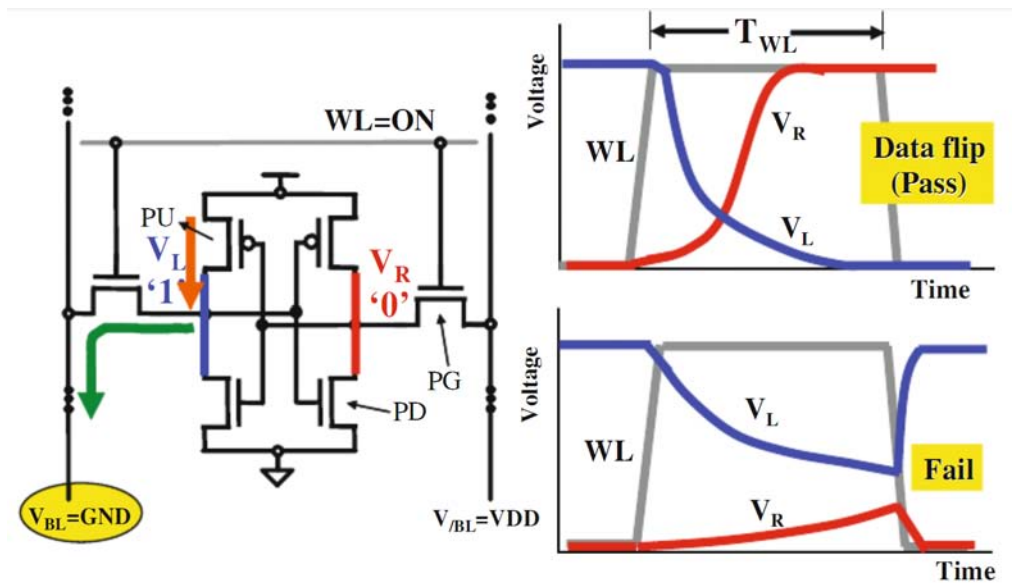 WL=ON
PU
V_L
‘1’
V_R
‘0’
PG
PD
V_BL=GND
V_/BL=VDD
T_WL
Voltage
WL
V_R
V_L
Data flip
(Pass)
Time
Voltage
WL
V_L
V_R
Fail
Time